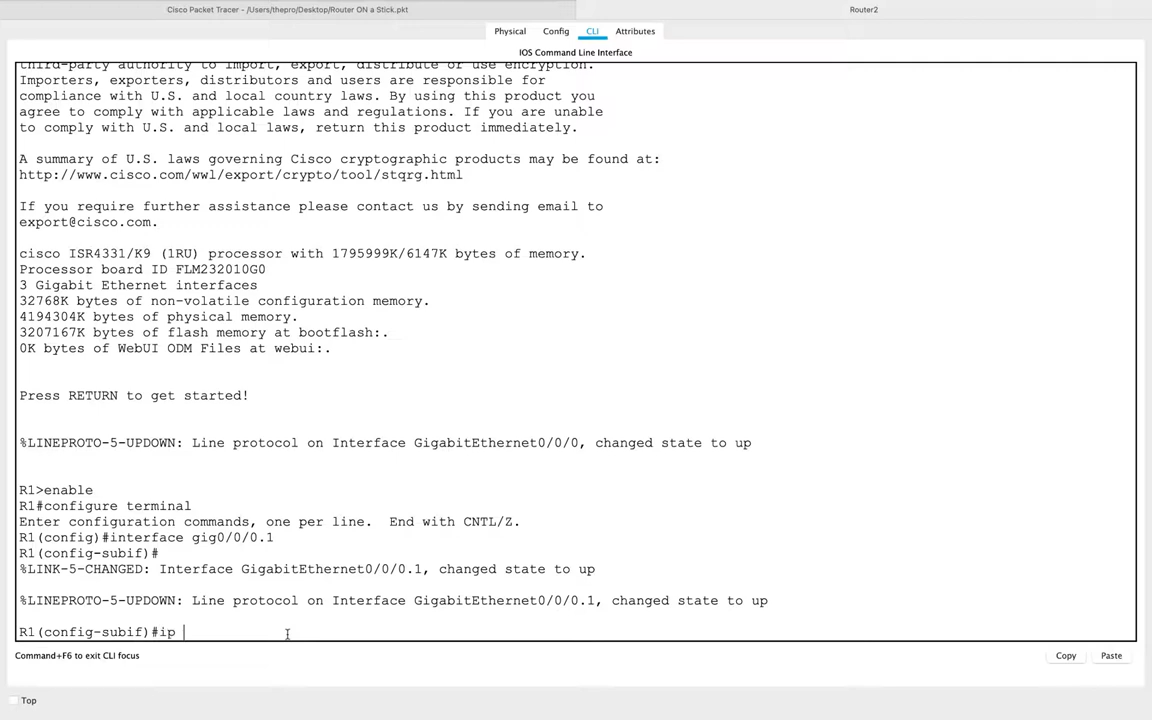 Cisco Packet Tracer - /Users/thepro/Desktop/Router ON a Stick.pkt
Router2
Physical Config CLI Attributes
IOS Command Line Interface
third-party authority to import, export, distribute or use encryption.
Importers, exporters, distributors and users are responsible for
compliance with U.S. and local country laws. By using this product you
agree to comply with applicable laws and regulations. If you are unable
to comply with U.S. and local laws, return this product immediately.
A summary of U.S. laws governing Cisco cryptographic products may be found at:
http://www.cisco.com/wwl/export/crypto/tool/stqrg.html
If you require further assistance please contact us by sending email to
export@cisco.com.
cisco ISR4331/K9 (1RU) processor with 1795999K/6147K bytes of memory.
Processor board ID FLM232010G0
3 Gigabit Ethernet interfaces
32768K bytes of non-volatile configuration memory.
4194304K bytes of physical memory.
3207167K bytes of flash memory at bootflash:.
0K bytes of WebUI ODM Files at webui:.
Press RETURN to get started!
%LINEPROTO-5-UPDOWN: Line protocol on Interface GigabitEthernet0/0/0, changed state to up
R1>enable
R1#configure terminal
Enter configuration commands, one per line.  End with CNTL/Z.
R1(config)#interface gig0/0/0.1
R1(config-subif)#
%LINK-5-CHANGED: Interface GigabitEthernet0/0/0.1, changed state to up
%LINEPROTO-5-UPDOWN: Line protocol on Interface GigabitEthernet0/0/0.1, changed state to up
R1(config-subif)#ip
Command+F6 to exit CLI focus
Copy Paste
Top